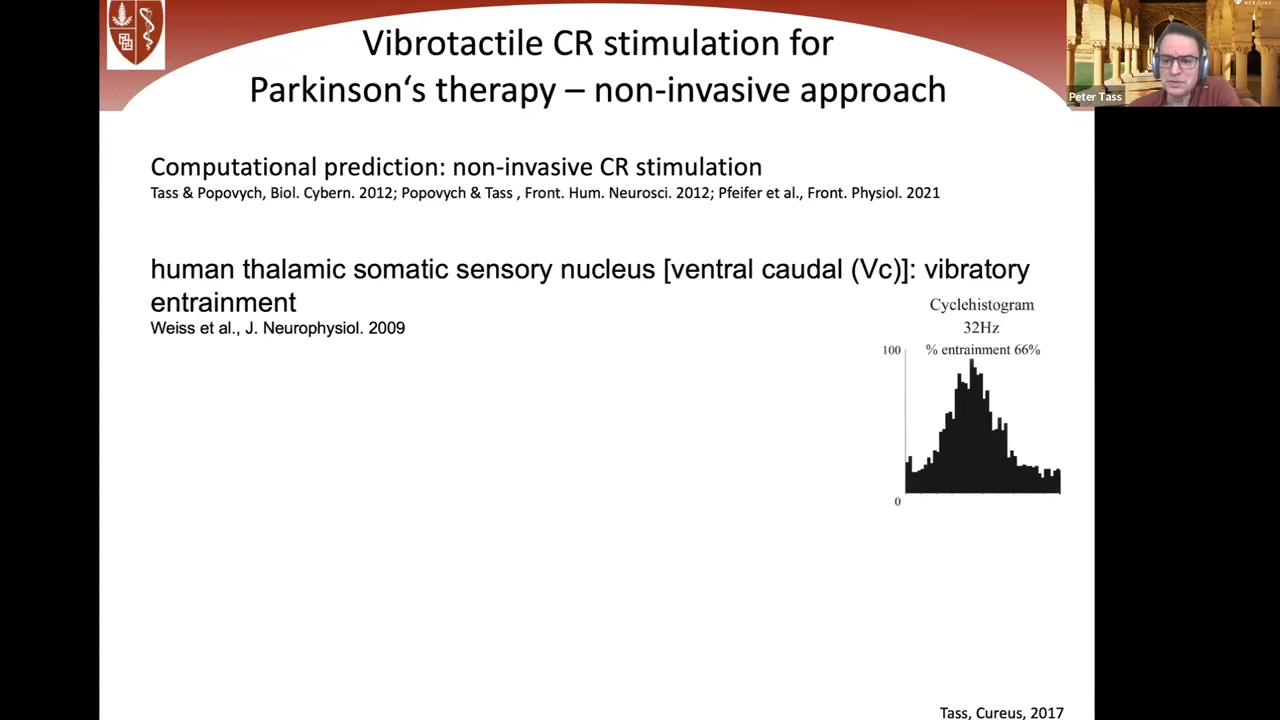 Vibrotactile CR stimulation for
Parkinson‘s therapy – non-invasive approach
Peter Tass
Computational prediction: non-invasive CR stimulation
Tass & Popovych, Biol. Cybern. 2012; Popovych & Tass , Front. Hum. Neurosci. 2012; Pfeifer et al., Front. Physiol. 2021
human thalamic somatic sensory nucleus [ventral caudal (Vc)]: vibratory
entrainment
Weiss et al., J. Neurophysiol. 2009
Cyclehistogram
32Hz
% entrainment 66%
100
0
Tass, Cureus, 2017